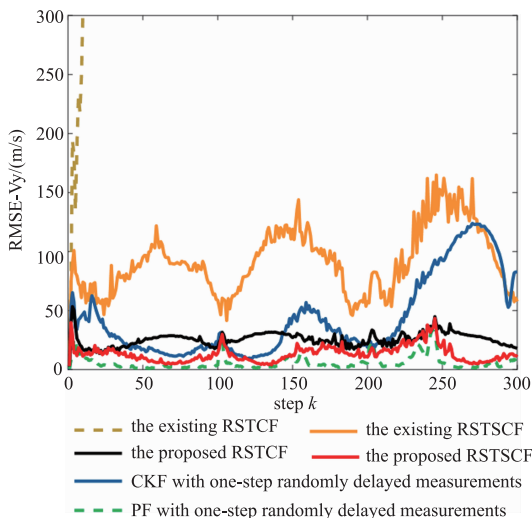 300
250
200
150
100
50
0
RMSE-Vy/(m/s)
0 50 100 150 200 250 300
step k
the existing RSTCF the existing RSTSCF
the proposed RSTCF the proposed RSTSCF
CKF with one-step randomly delayed measurements
PF with one-step randomly delayed measurements